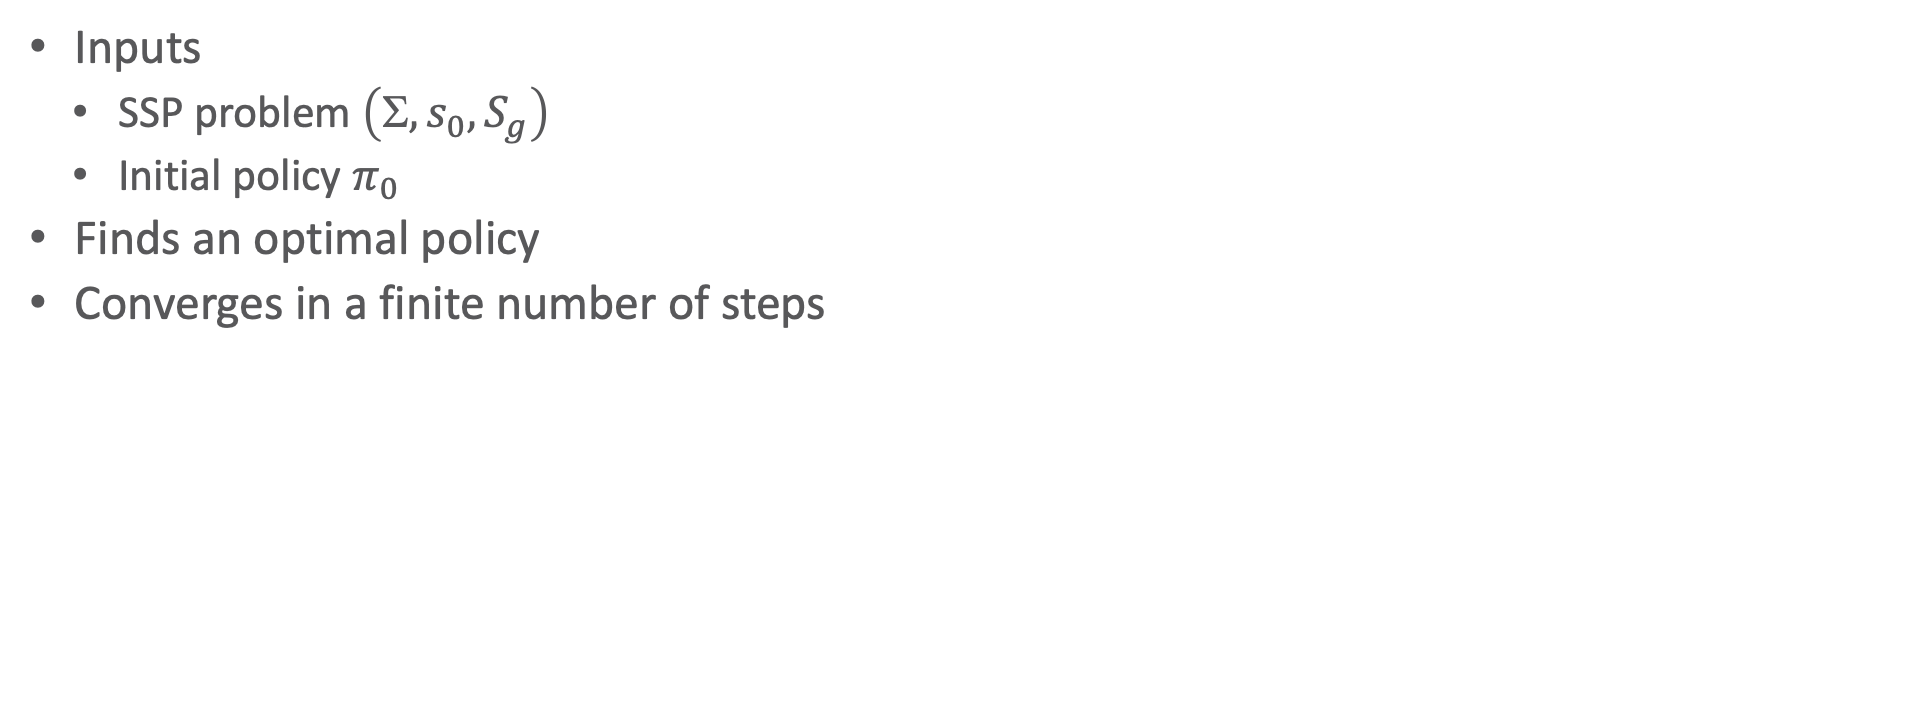 • Inputs
• SSP problem (Σ, s₀, S_g)
• Initial policy π₀
• Finds an optimal policy
• Converges in a finite number of steps